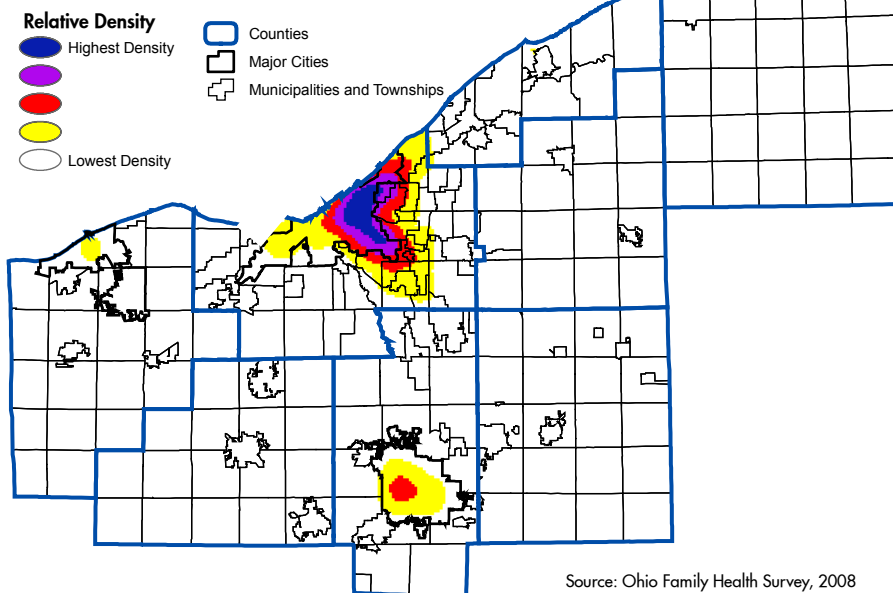 Relative Density
Highest Density
Lowest Density
Counties
Major Cities
Municipalities and Townships
Source: Ohio Family Health Survey, 2008